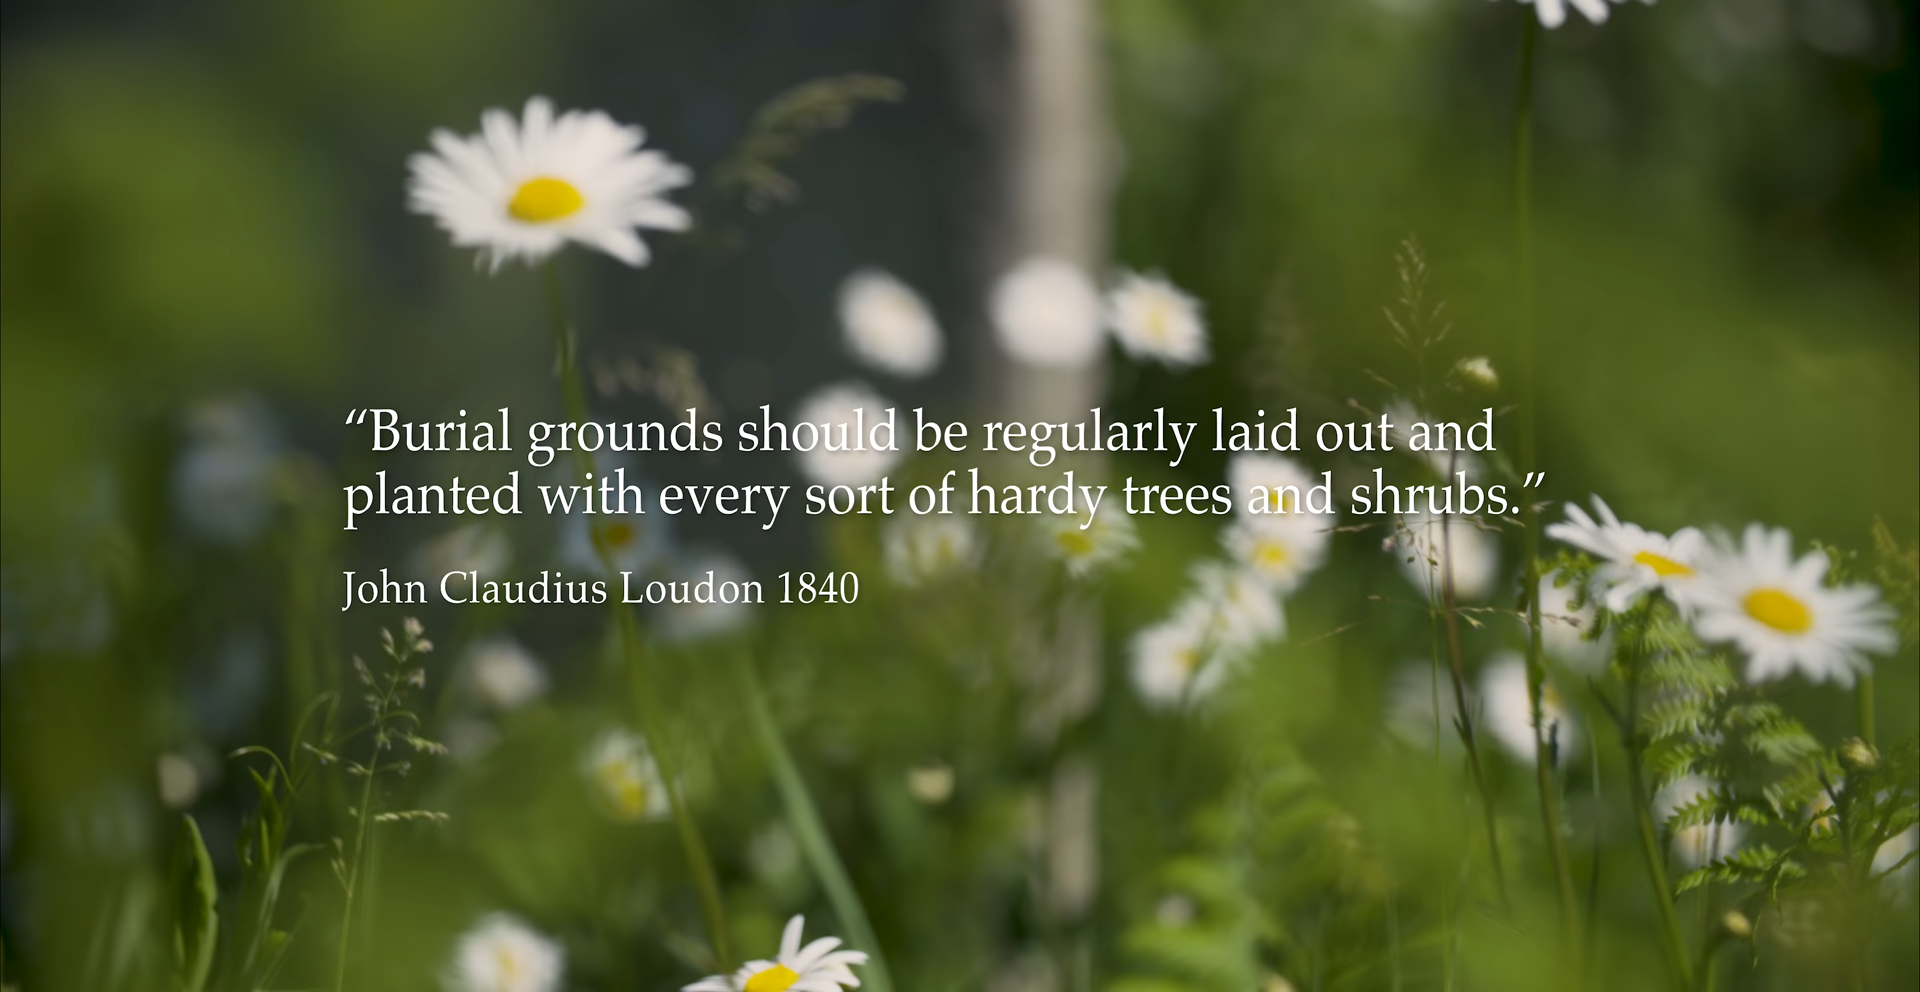 “Burial grounds should be regularly laid out and
planted with every sort of hardy trees and shrubs.”
John Claudius Loudon 1840